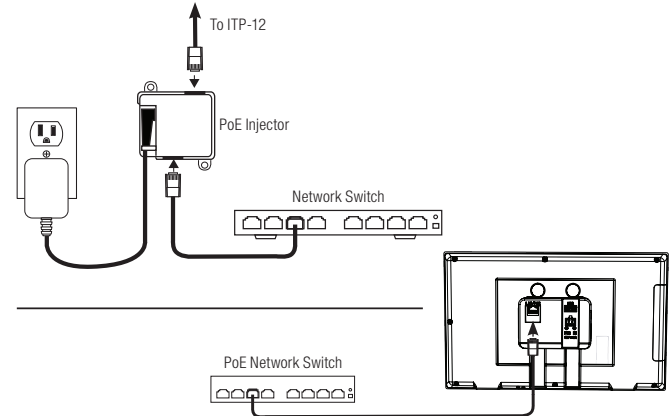 To ITP-12
PoE Injector
Network Switch
PoE Network Switch